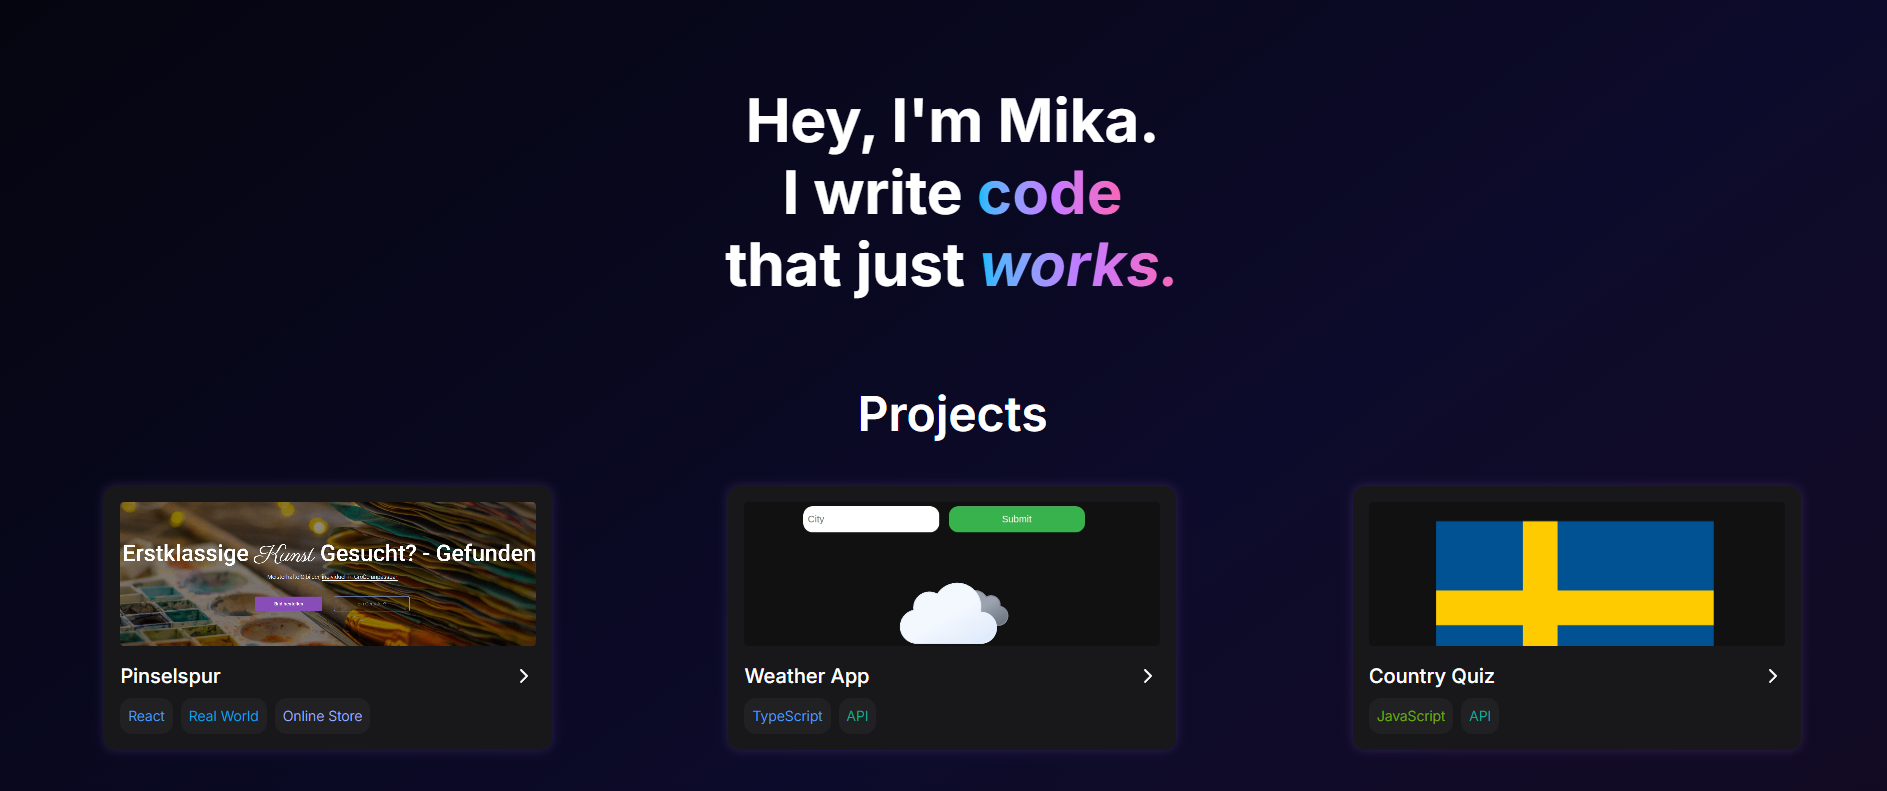 Hey, I'm Mika.
I write code
that just works.
Projects
Erstklassige Kunst Gesucht? - Gefunden
Pinselspur
React
Real World
Online Store
City
Submit
Weather App
TypeScript
API
Country Quiz
JavaScript
API